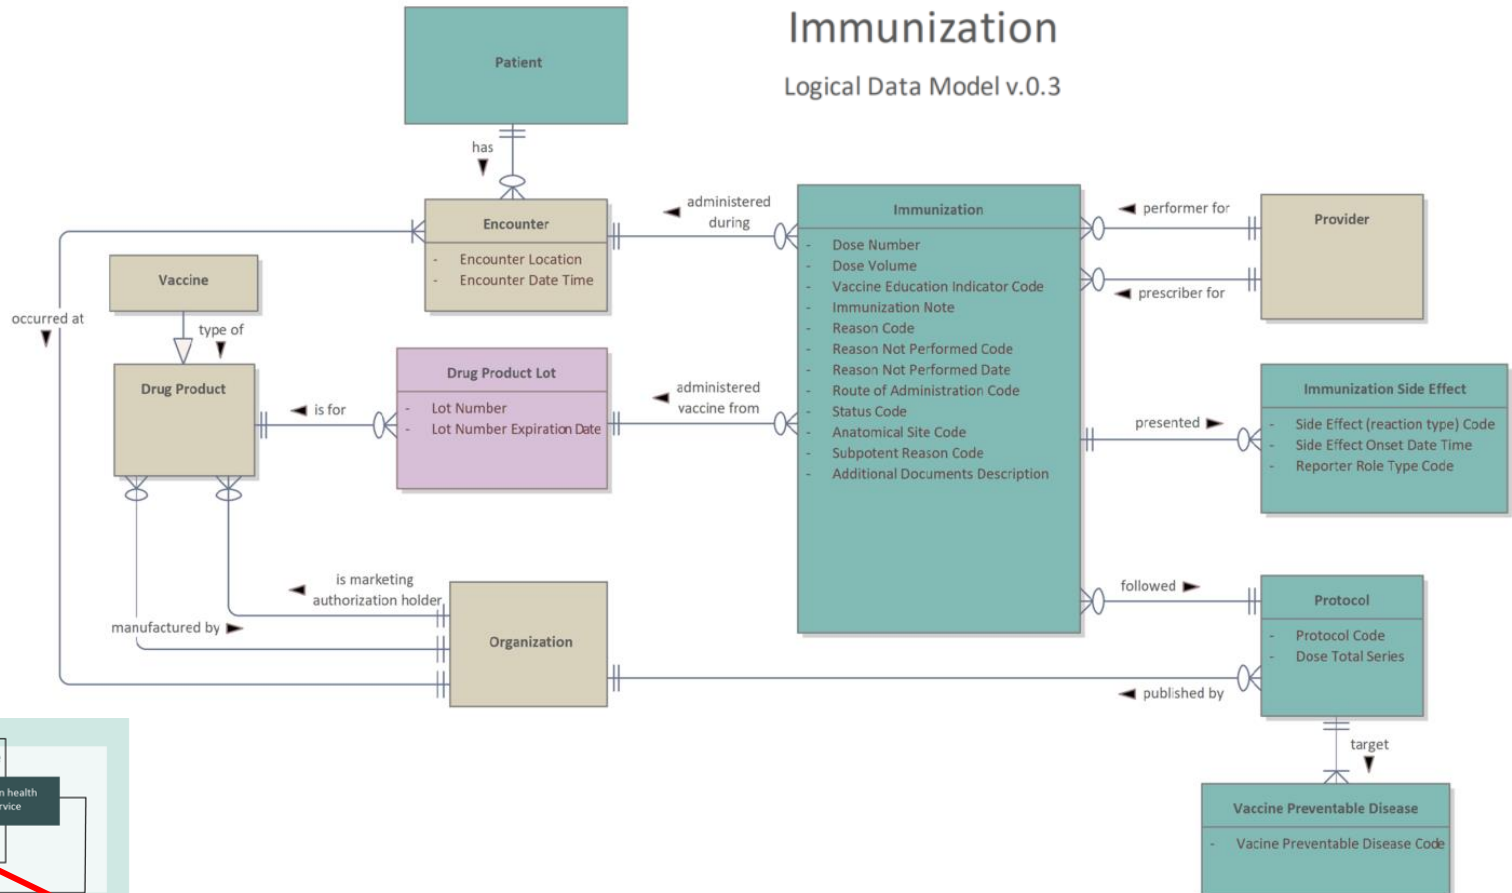 Immunization
Logical Data Model v.0.3
Patient
has
Encounter
- Encounter Location
- Encounter Date Time
administered
during
Immunization
- Dose Number
- Dose Volume
- Vaccine Education Indicator Code
- Immunization Note
- Reason Code
- Reason Not Performed Code
- Reason Not Performed Date
- Route of Administration Code
- Status Code
- Anatomical Site Code
- Subpotent Reason Code
- Additional Documents Description
performer for
prescriber for
Provider
Vaccine
occurred at
type of
Drug Product
is for
Drug Product Lot
- Lot Number
- Lot Number Expiration Date
administered
vaccine from
presented
Immunization Side Effect
- Side Effect (reaction type) Code
- Side Effect Onset Date Time
- Reporter Role Type Code
is marketing
authorization holder
manufactured by
Organization
followed
Protocol
- Protocol Code
- Dose Total Series
published by
target
Vaccine Preventable Disease
- Vacine Preventable Disease Code
health